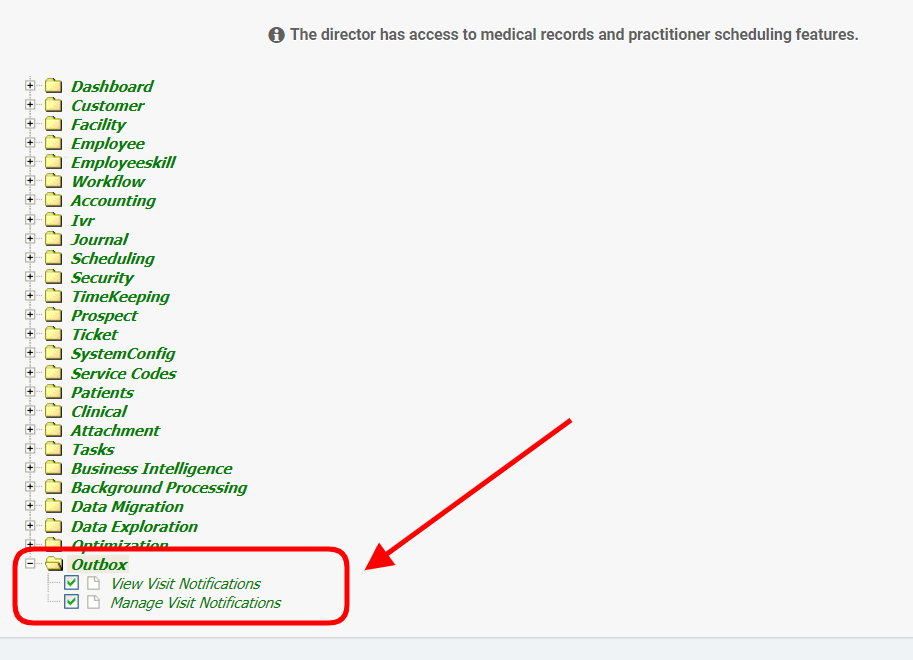 The director has access to medical records and practitioner scheduling features.
Dashboard
Customer
Facility
Employee
Employeeskill
Workflow
Accounting
Ivr
Journal
Scheduling
Security
TimeKeeping
Prospect
Ticket
SystemConfig
Service Codes
Patients
Clinical
Attachment
Tasks
Business Intelligence
Background Processing
Data Migration
Data Exploration
Optimization
Outbox
View Visit Notifications
Manage Visit Notifications